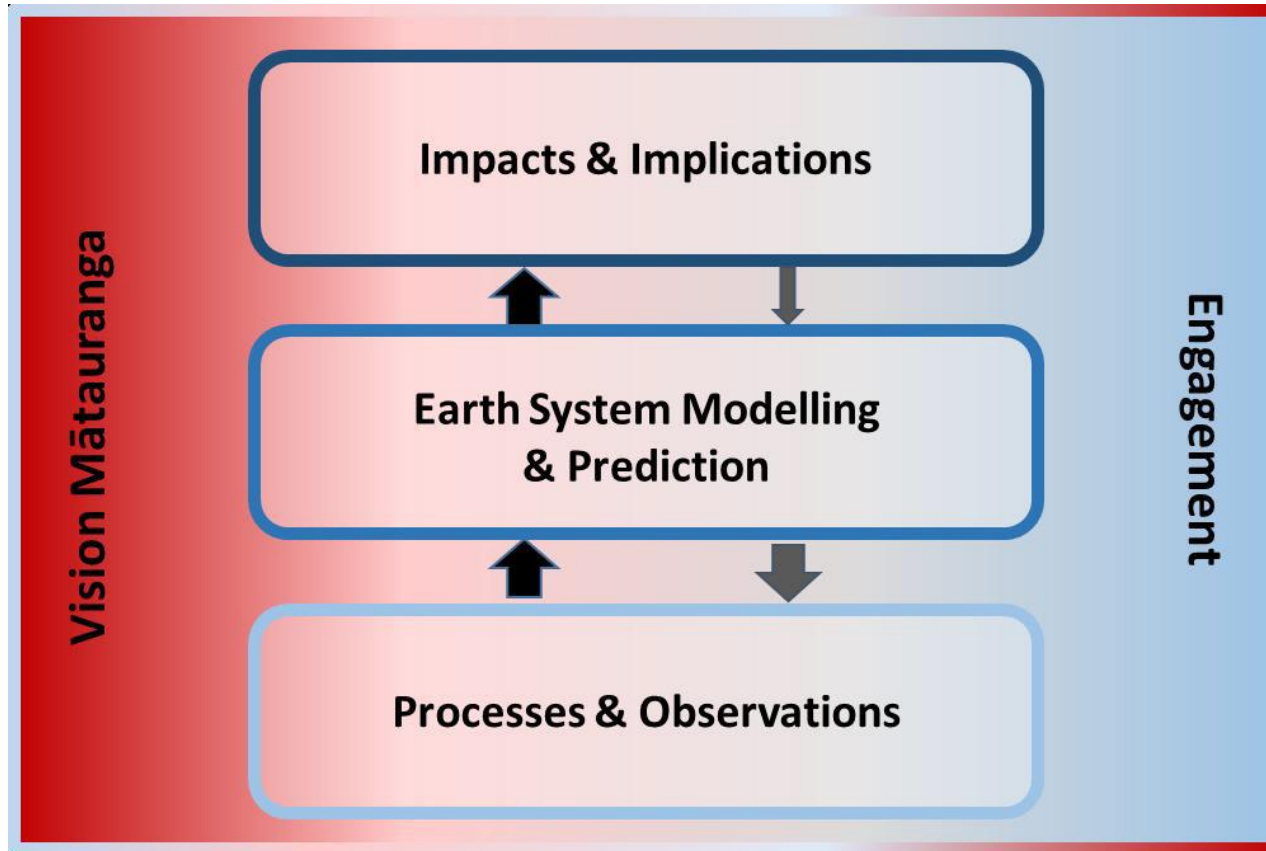 Vision Mātauranga
Impacts & Implications
Earth System Modelling
& Prediction
Processes & Observations
Engagement